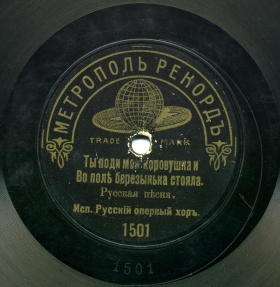 МЕТРОПОЛЬ РЕКОРДЪ
TRADE MARK
Ты поди моя коровушка и
Во полѣ березынька стояла.
Русская пѣсня.
Исп. Русскій оперный хоръ.
1501
1501